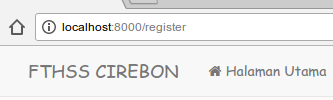 localhost:8000/register
FTHSS CIREBON Halaman Utama